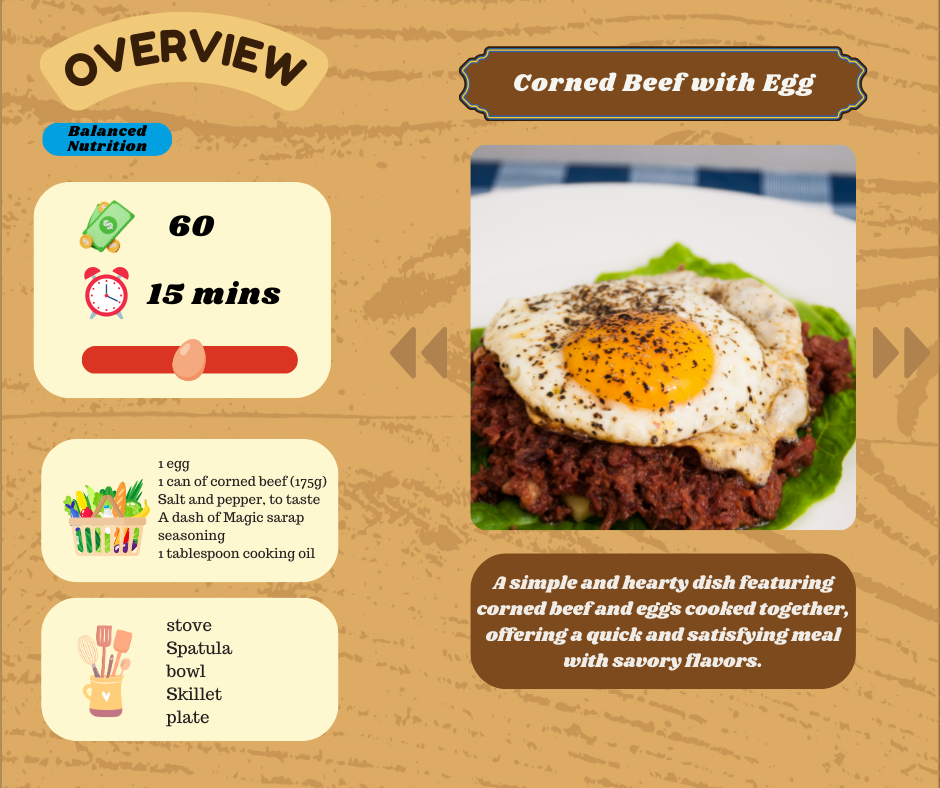 OVERVIEW
Balanced
Nutrition
60
15 mins
1 egg
1 can of corned beef (175g)
Salt and pepper, to taste
A dash of Magic sarap
seasoning
1 tablespoon cooking oil
stove
Spatula
bowl
Skillet
plate
Corned Beef with Egg
A simple and hearty dish featuring
corned beef and eggs cooked together,
offering a quick and satisfying meal
with savory flavors.